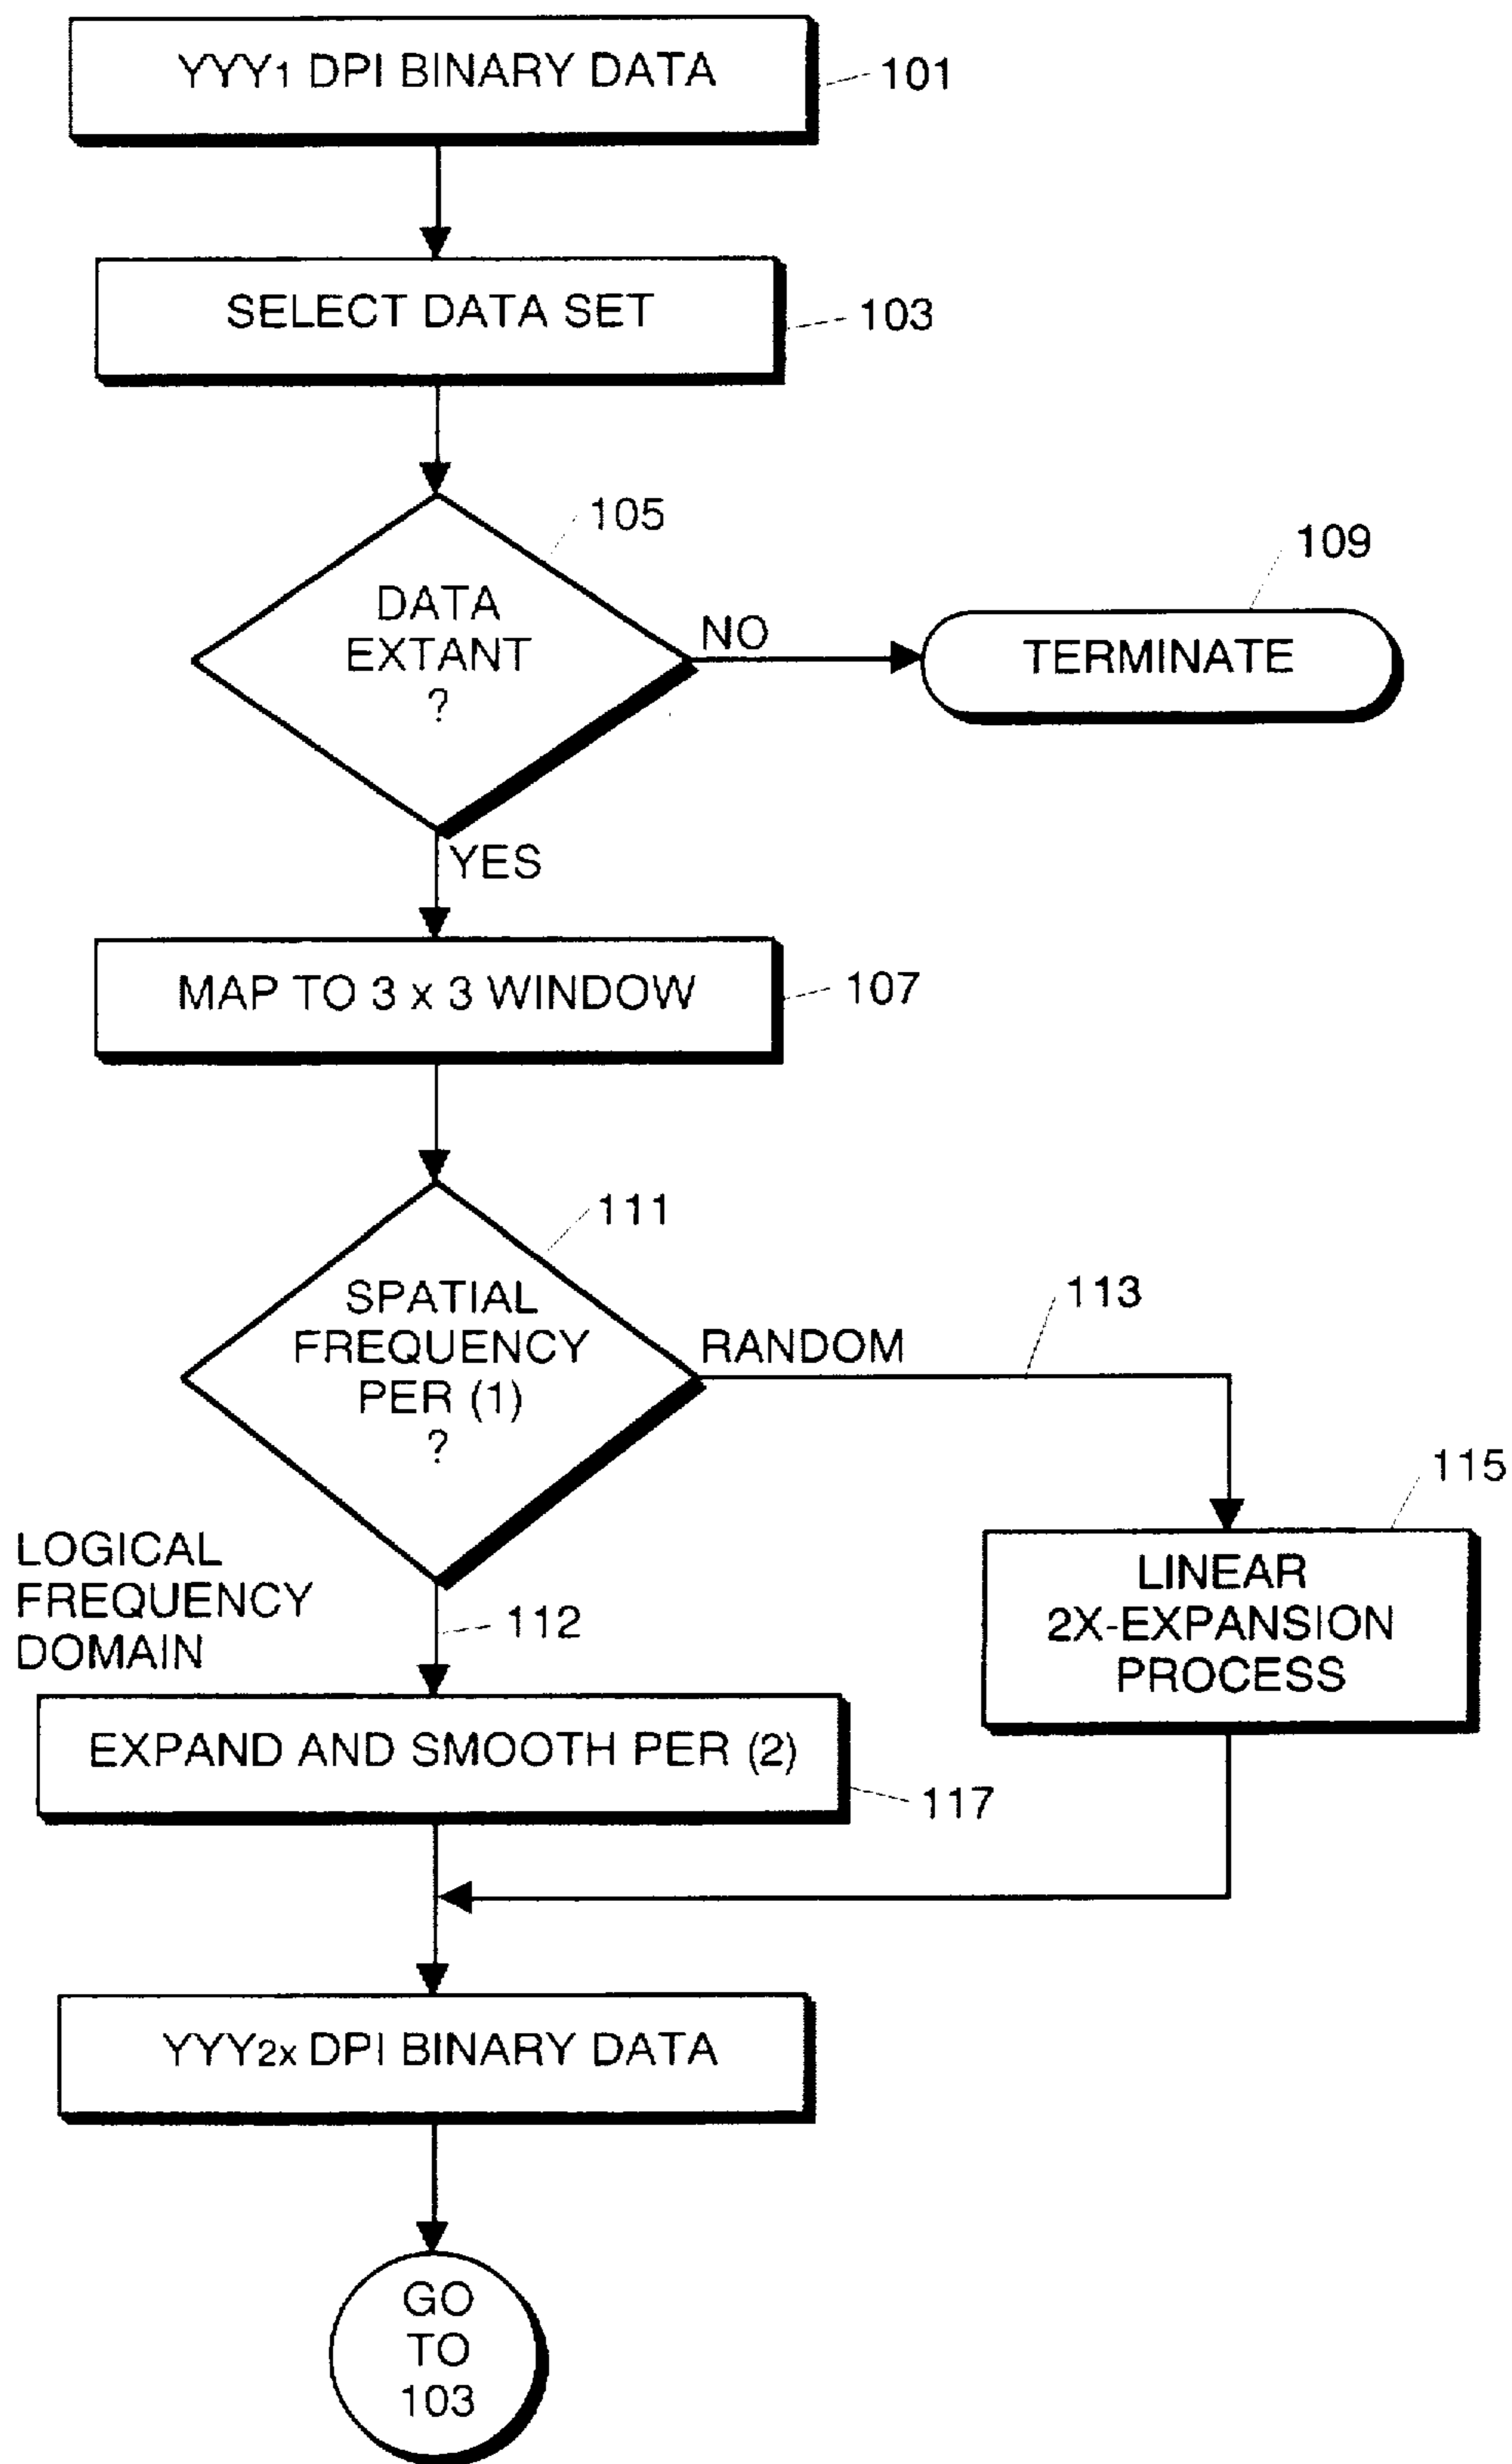 YYY1 DPI BINARY DATA
101
SELECT DATA SET
103
105
DATA
EXTANT
?
NO
109
TERMINATE
YES
MAP TO 3 x 3 WINDOW
107
111
SPATIAL
FREQUENCY
PER (1)
?
RANDOM
113
115
LINEAR
2X-EXPANSION
PROCESS
LOGICAL
FREQUENCY
DOMAIN
112
EXPAND AND SMOOTH PER (2)
117
YYY2x DPI BINARY DATA
GO
TO
103